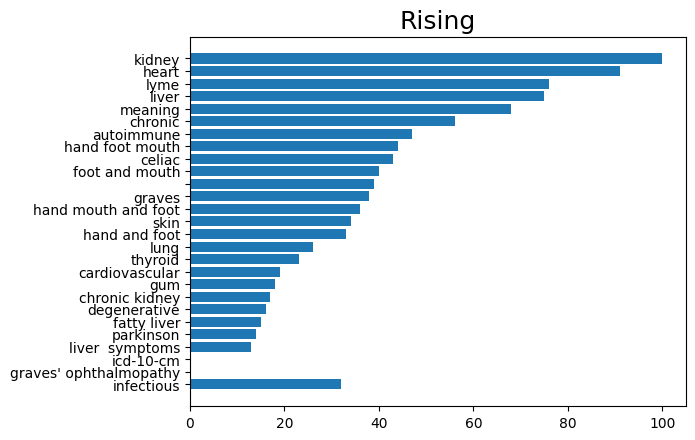 Rising
kidney
heart
lyme
liver
meaning
chronic
autoimmune
hand foot mouth
celiac
foot and mouth
graves
hand mouth and foot
skin
hand and foot
lung
thyroid
cardiovascular
gum
chronic kidney
degenerative
fatty liver
parkinson
liver  symptoms
icd-10-cm
graves' ophthalmopathy
infectious
0 20 40 60 80 100